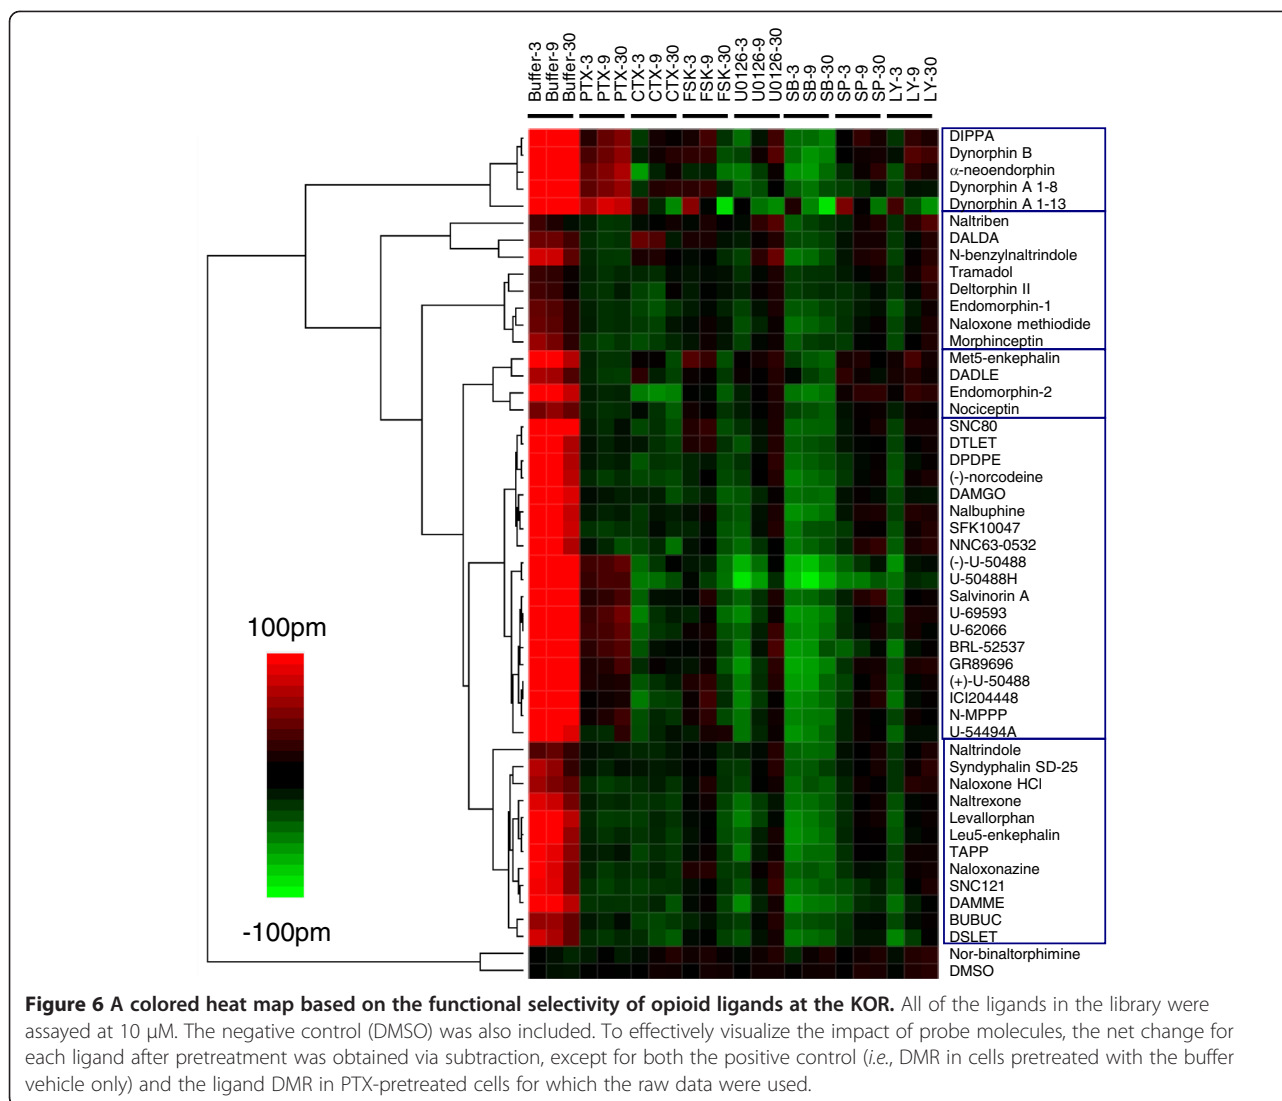 Buffer-3
Buffer-9
Buffer-30
PTX-3
PTX-9
PTX-30
CTX-3
CTX-9
CTX-30
FSK-3
FSK-9
FSK-30
U0126-3
U0126-9
U0126-30
SB-3
SB-9
SB-30
SP-3
SP-9
SP-30
LY-3
LY-9
LY-30
DIPPA
Dynorphin B
α-neoendorphin
Dynorphin A 1-8
Dynorphin A 1-13
Naltriben
DALDA
N-benzylnaltrindole
Tramadol
Deltorphin II
Endomorphin-1
Naloxone methiodide
Morphinceptin
Met5-enkephalin
DADLE
Endomorphin-2
Nociceptin
SNC80
DTLET
DPDPE
(-)-norcodeine
DAMGO
Nalbuphine
SFK10047
NNC63-0532
(-)-U-50488
U-50488H
Salvinorin A
U-69593
U-62066
BRL-52537
GR89696
(+)-U-50488
ICI204448
N-MPPP
U-54494A
Naltrindole
Syndyphalin SD-25
Naloxone HCl
Naltrexone
Levallorphan
Leu5-enkephalin
TAPP
Naloxonazine
SNC121
DAMME
BUBUC
DSLET
Nor-binaltorphimine
DMSO
100pm
-100pm
Figure 6 A colored heat map based on the functional selectivity of opioid ligands at the KOR. All of the ligands in the library were
assayed at 10 μM. The negative control (DMSO) was also included. To effectively visualize the impact of probe molecules, the net change for
each ligand after pretreatment was obtained via subtraction, except for both the positive control (i.e., DMR in cells pretreated with the buffer
vehicle only) and the ligand DMR in PTX-pretreated cells for which the raw data were used.